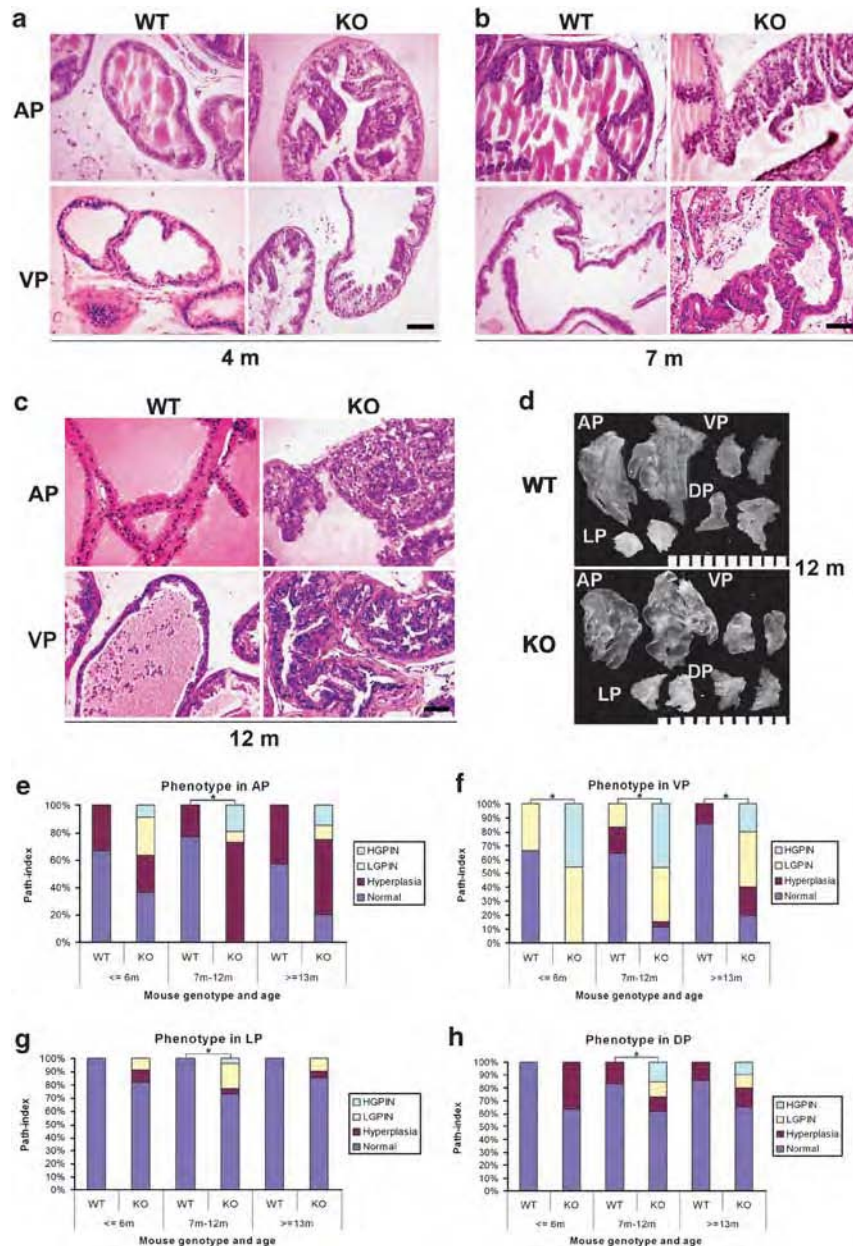 a
WT
KO
AP
VP
4 m
b
WT
KO
7 m
c
WT
KO
AP
VP
12 m
d
AP
VP
DP
LP
WT
AP
VP
DP
LP
KO
12 m
e
Phenotype in AP
Path-index
100%
80%
60%
40%
20%
0%
*
WT KO WT KO WT KO
<= 6m 7m-12m >=13m
Mouse genotype and age
HGPIN
LGPIN
Hyperplasia
Normal
f
Phenotype in VP
Path-index
100%
90%
80%
70%
60%
50%
40%
30%
20%
10%
0%
* * *
WT KO WT KO WT KO
<= 6m 7m-12m >=13m
Mouse genotype and age
HGPIN
LGPIN
Hyperplasia
Normal
g
Phenotype in LP
Path-index
100%
90%
80%
70%
60%
50%
40%
30%
20%
10%
0%
*
WT KO WT KO WT KO
<= 6m 7m-12m >=13m
Mouse genotype and age
HGPIN
LGPIN
Hyperplasia
Normal
h
Phenotype in DP
Path-index
100%
90%
80%
70%
60%
50%
40%
30%
20%
10%
0%
*
WT KO WT KO WT KO
<= 6m 7m-12m >=13m
Mouse genotype and age
HGPIN
LGPIN
Hyperplasia
Normal